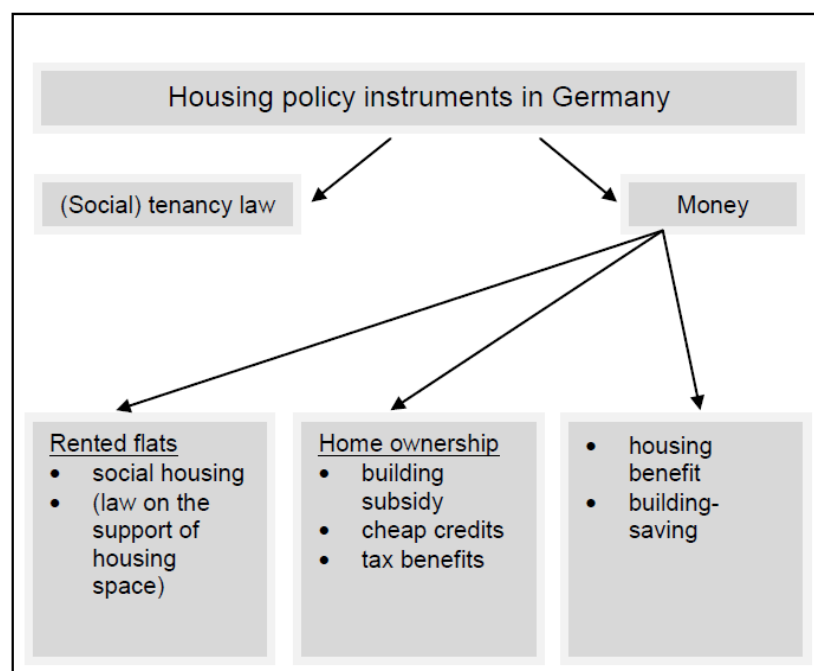 Housing policy instruments in Germany
(Social) tenancy law
Money
Rented flats
• social housing
• (law on the
support of
housing
space)
Home ownership
• building
subsidy
• cheap credits
• tax benefits
• housing
benefit
• building-
saving